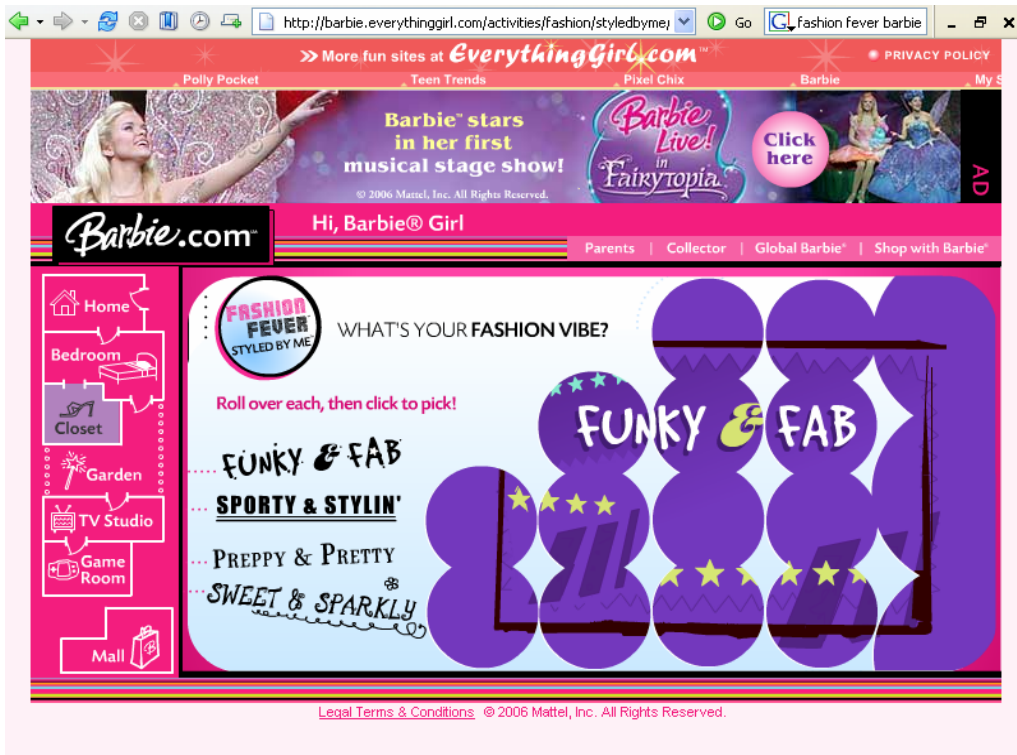 http://barbie.everythinggirl.com/activities/fashion/styledbyme/
Go
fashion fever barbie
>> More fun sites at EverythingGirl.com™
PRIVACY POLICY
Polly Pocket
Teen Trends
Pixel Chix
Barbie
My S
Barbie™ stars
in her first
musical stage show!
© 2006 Mattel, Inc. All Rights Reserved.
Barbie
Live!
in
Fairytopia
Click
here
AD
Barbie.com™
Hi, Barbie® Girl
Parents | Collector | Global Barbie® | Shop with Barbie®
Home
Bedroom
Closet
Garden
TV Studio
Game
Room
Mall
FASHION
FEVER
STYLED BY ME™
WHAT'S YOUR FASHION VIBE?
Roll over each, then click to pick!
FUNKY & FAB
SPORTY & STYLIN'
PREPPY & PRETTY
SWEET & SPARKLY
FUNKY & FAB
Legal Terms & Conditions © 2006 Mattel, Inc. All Rights Reserved.